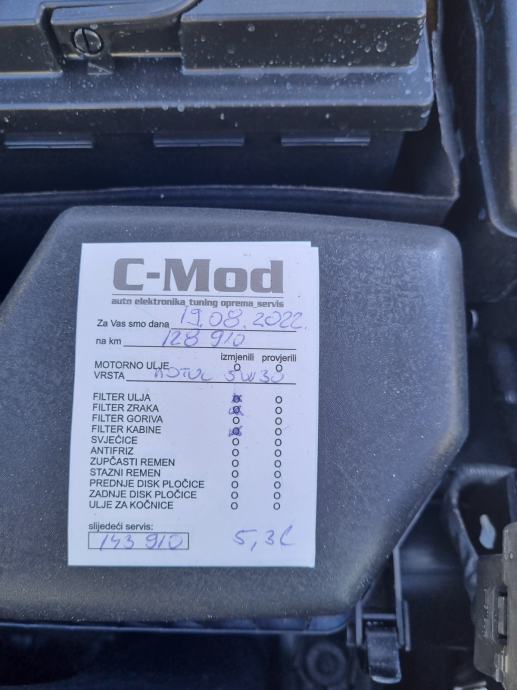 C-Mod
auto elektronika_tuning oprema_servis
Za Vas smo dana 19.08.2022.
na km 128 910
izmjenili provjerili
MOTORNO ULJE O O
VRSTA MOTUL 5W30
FILTER ULJA O O
FILTER ZRAKA O O
FILTER GORIVA O O
FILTER KABINE O O
SVJEĆICE O O
ANTIFRIZ O O
ZUPČASTI REMEN O O
STAZNI REMEN O O
PREDNJE DISK PLOČICE O O
ZADNJE DISK PLOČICE O O
ULJE ZA KOČNICE O O
slijedeći servis:
143 910 5,3L